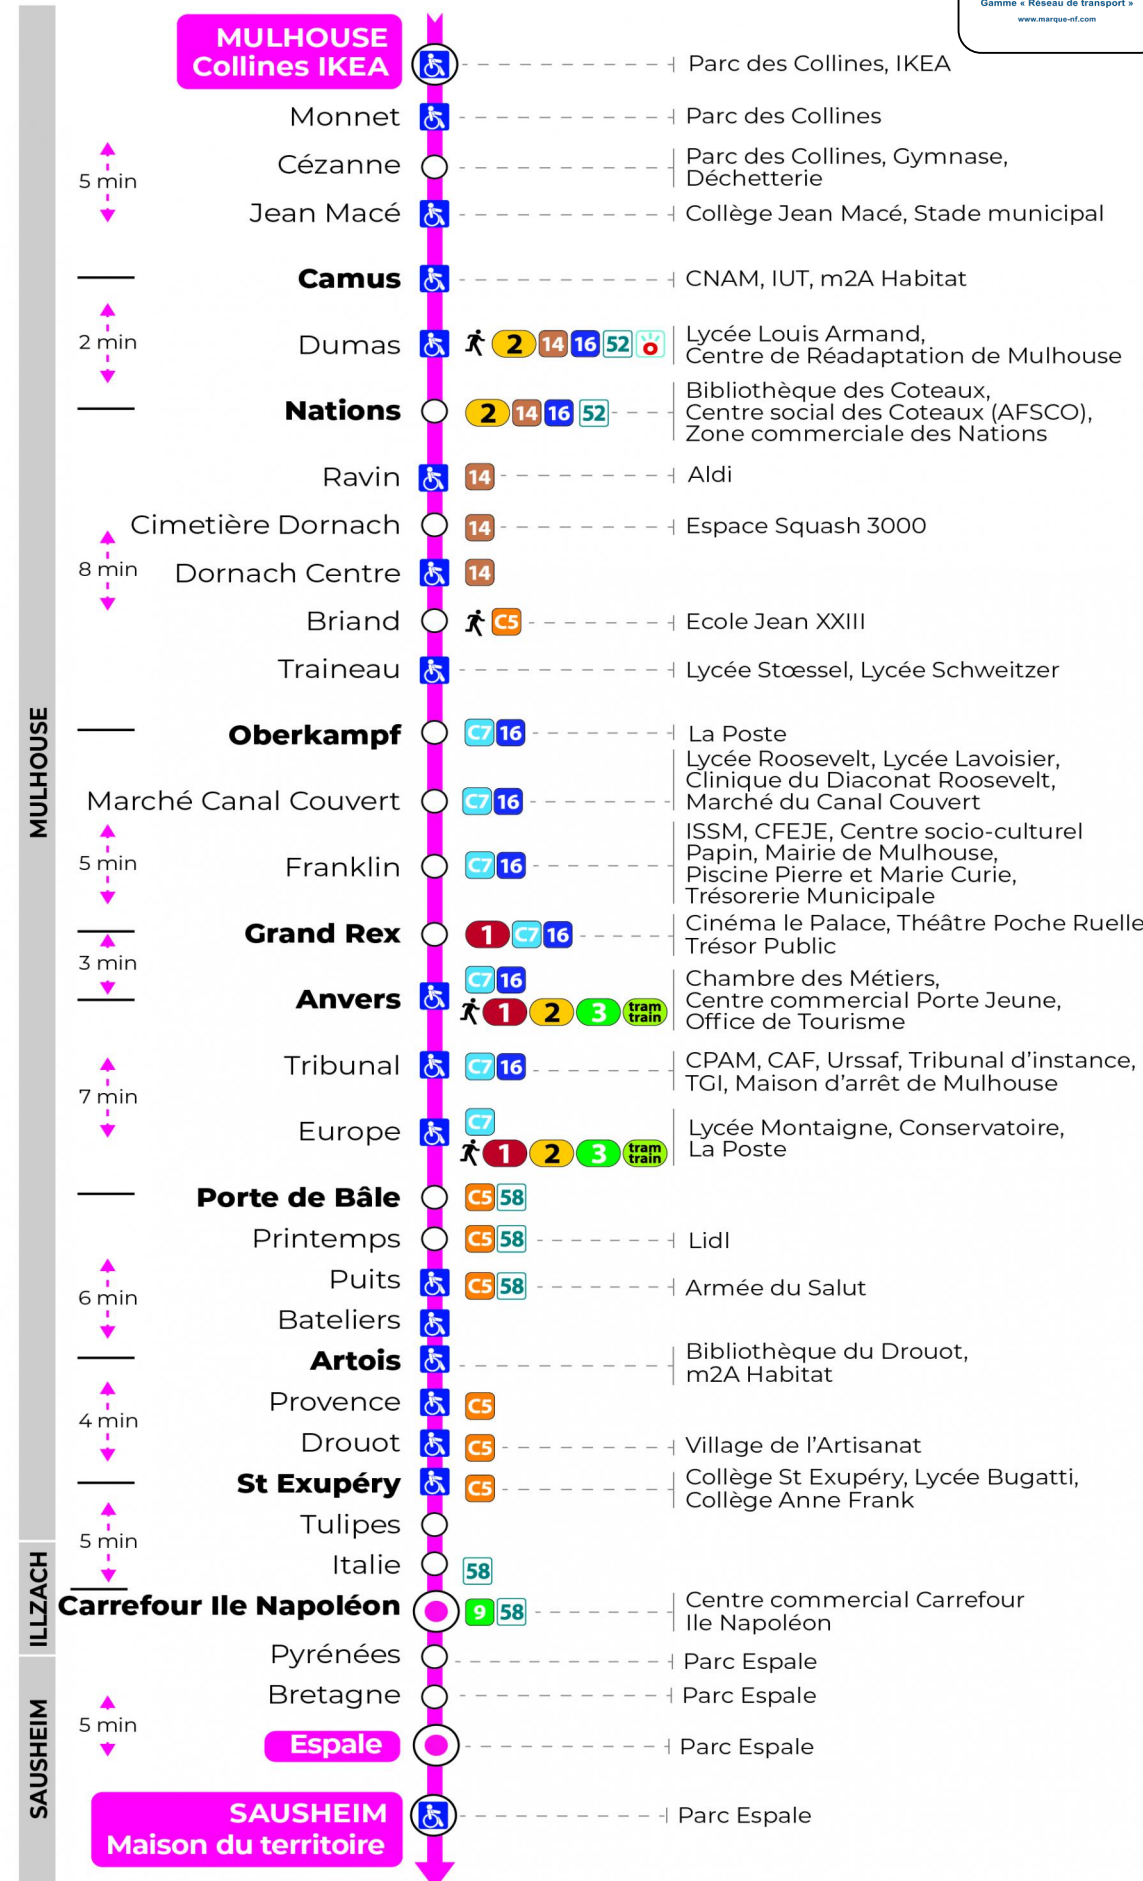 Gamme « Réseau de transport »
www.marque-nf.com
MULHOUSE
Collines IKEA
Parc des Collines, IKEA
Monnet
Parc des Collines
5 min
Cézanne
Parc des Collines, Gymnase,
Déchetterie
Jean Macé
Collège Jean Macé, Stade municipal
Camus
CNAM, IUT, m2A Habitat
2 min
Dumas
2 14 16 52
Lycée Louis Armand,
Centre de Réadaptation de Mulhouse
Nations
2 14 16 52
Bibliothèque des Coteaux,
Centre social des Coteaux (AFSCO),
Zone commerciale des Nations
Ravin
14
Aldi
Cimetière Dornach
14
Espace Squash 3000
8 min
Dornach Centre
14
Briand
C5
Ecole Jean XXIII
Traineau
Lycée Stœssel, Lycée Schweitzer
MULHOUSE
Oberkampf
C7 16
La Poste
Marché Canal Couvert
C7 16
Lycée Roosevelt, Lycée Lavoisier,
Clinique du Diaconat Roosevelt,
Marché du Canal Couvert
5 min
Franklin
C7 16
ISSM, CFEJE, Centre socio-culturel
Papin, Mairie de Mulhouse,
Piscine Pierre et Marie Curie,
Trésorerie Municipale
Grand Rex
1 C7 16
Cinéma le Palace, Théâtre Poche Ruelle
Trésor Public
3 min
Anvers
C7 16
1 2 3 tram train
Chambre des Métiers,
Centre commercial Porte Jeune,
Office de Tourisme
Tribunal
C7 16
CPAM, CAF, Urssaf, Tribunal d'instance,
TGI, Maison d'arrêt de Mulhouse
7 min
Europe
C7
1 2 3 tram train
Lycée Montaigne, Conservatoire,
La Poste
Porte de Bâle
C5 58
Printemps
C5 58
Lidl
6 min
Puits
C5 58
Armée du Salut
Bateliers
Artois
Bibliothèque du Drouot,
m2A Habitat
Provence
C5
4 min
Drouot
C5
Village de l'Artisanat
St Exupéry
C5
Collège St Exupéry, Lycée Bugatti,
Collège Anne Frank
Tulipes
5 min
Italie
58
ILLZACH
Carrefour Ile Napoléon
9 58
Centre commercial Carrefour
Ile Napoléon
Pyrénées
Parc Espale
Bretagne
Parc Espale
5 min
SAUSHEIM
Espale
Parc Espale
SAUSHEIM
Maison du territoire
Parc Espale